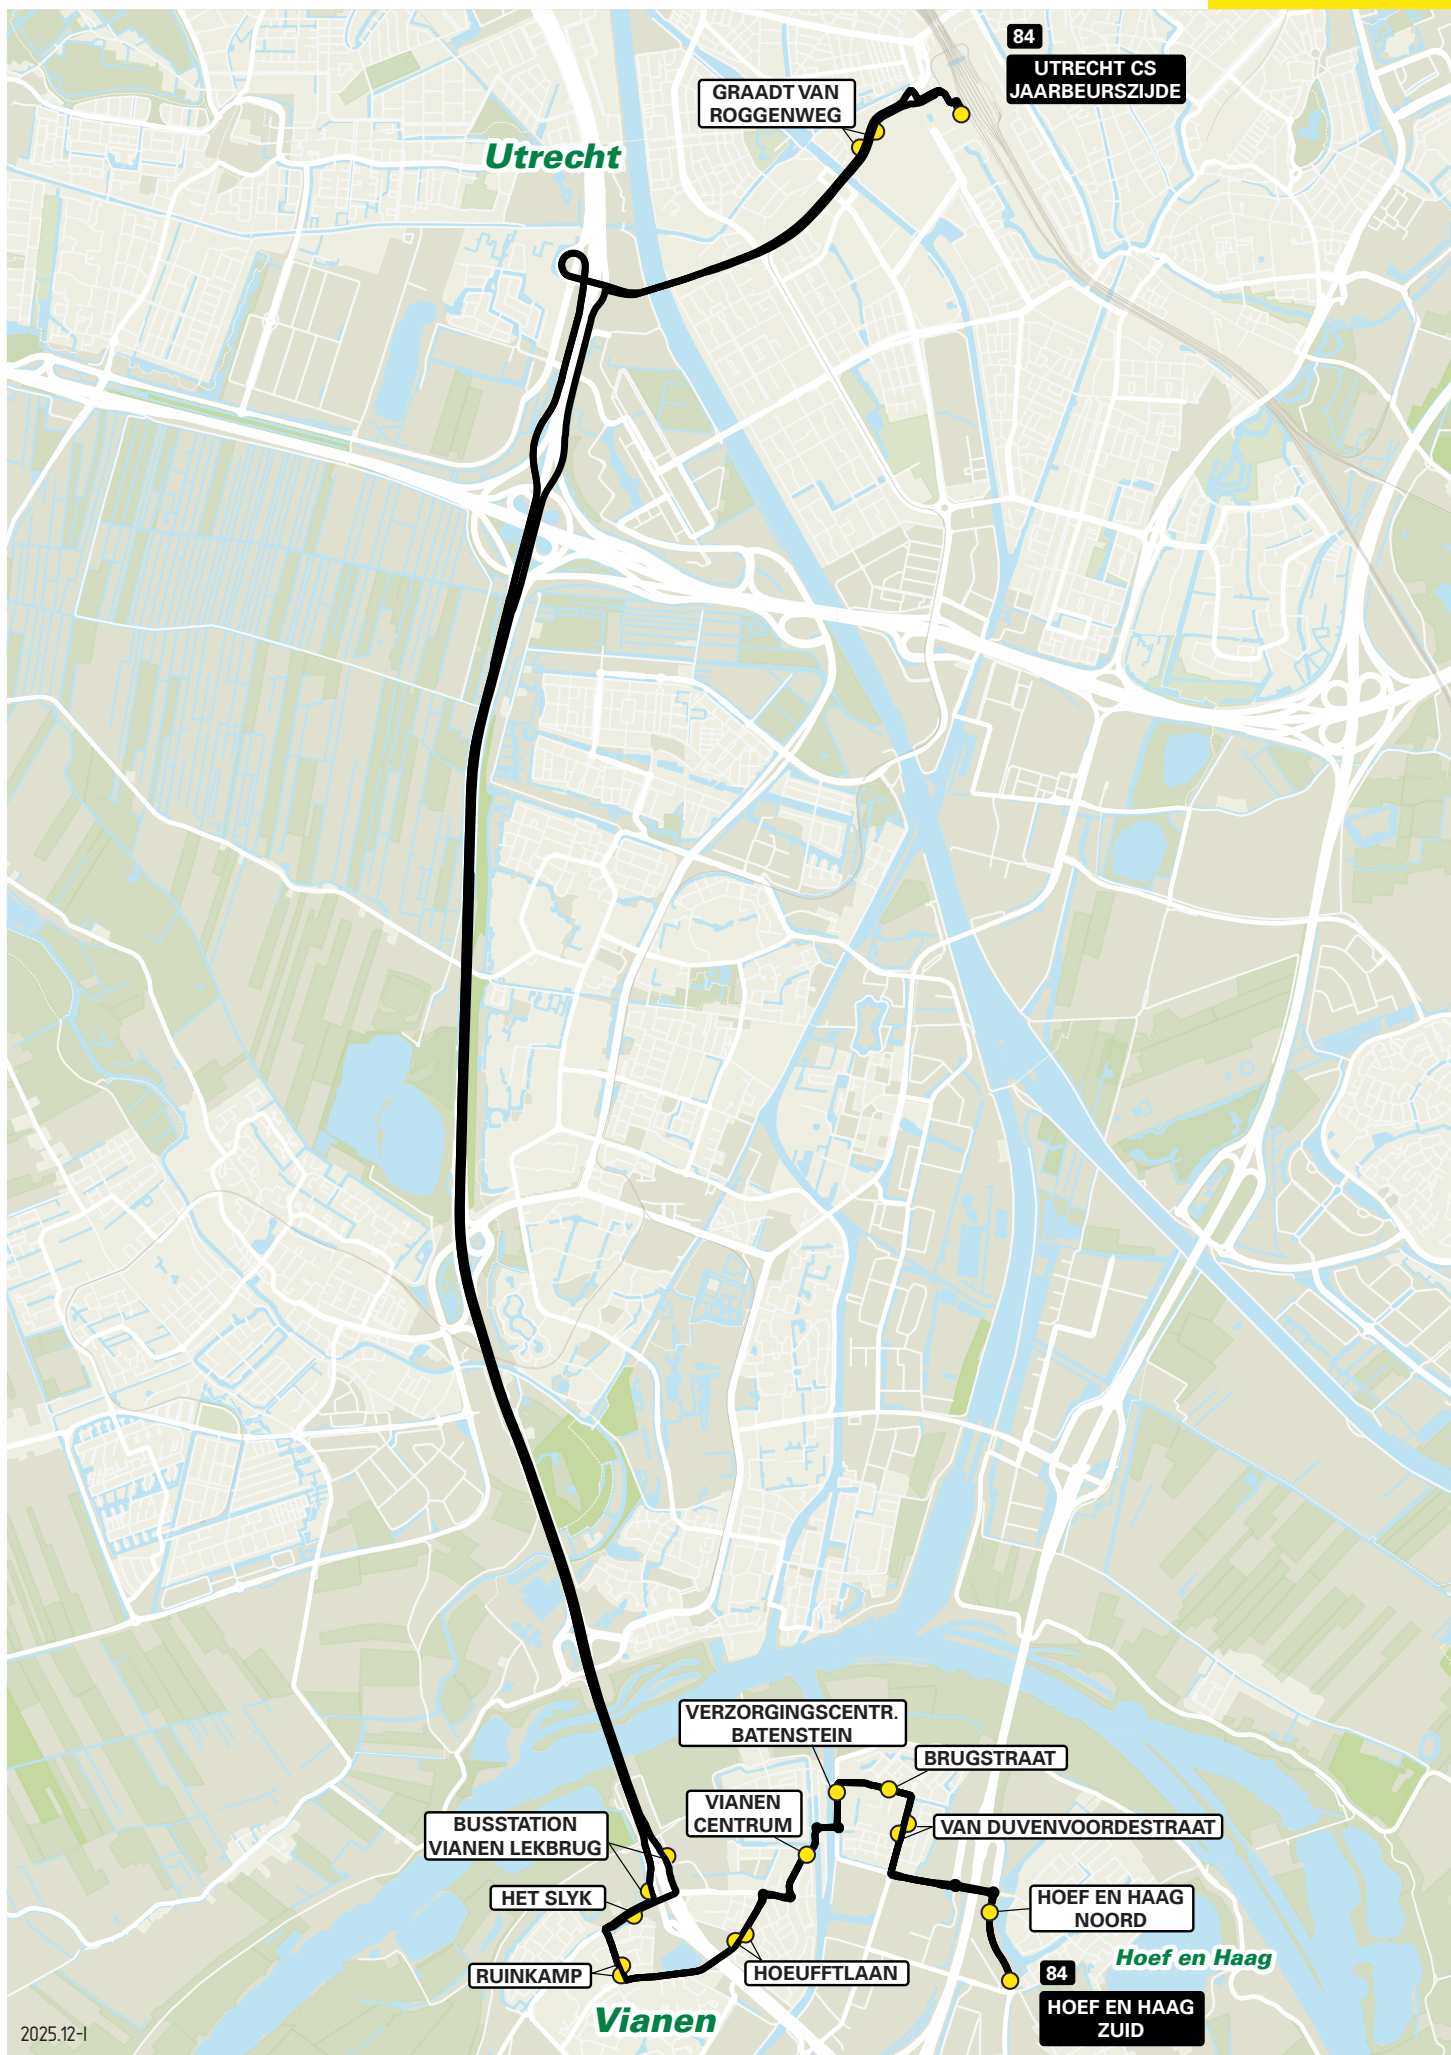 84
UTRECHT CS
JAARBEURSZIJDE
GRAADT VAN
ROGGENWEG
Utrecht
VERZORGINGSCENTR.
BATENSTEIN
BRUGSTRAAT
VIANEN
CENTRUM
BUSSTATION
VIANEN LEKBRUG
VAN DUVENVOORDESTRAAT
HET SLYK
HOEF EN HAAG
NOORD
Hoef en Haag
RUINKAMP
HOEUFFTLAAN
84
HOEF EN HAAG
ZUID
Vianen
2025.12-I